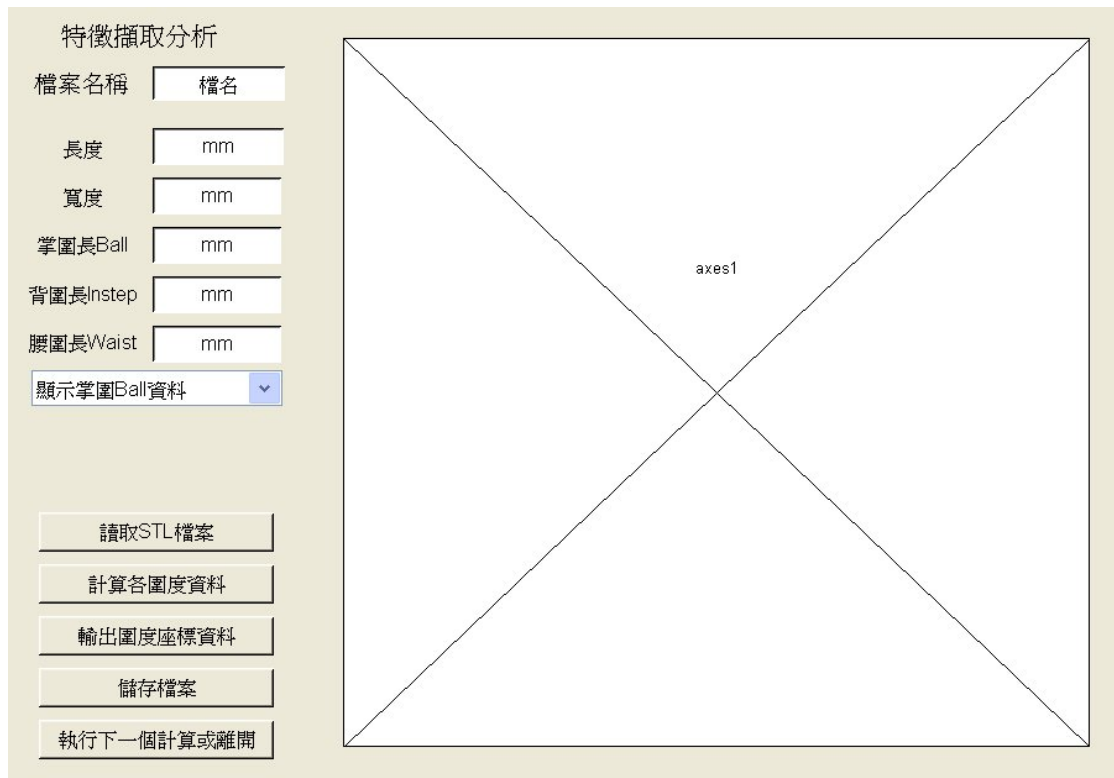 特徵擷取分析
檔案名稱 檔名
長度 mm
寬度 mm
掌圍長Ball mm
背圍長Instep mm
腰圍長Waist mm
顯示掌圍Ball資料
讀取STL檔案
計算各圍度資料
輸出圍度座標資料
儲存檔案
執行下一個計算或離開
axes1